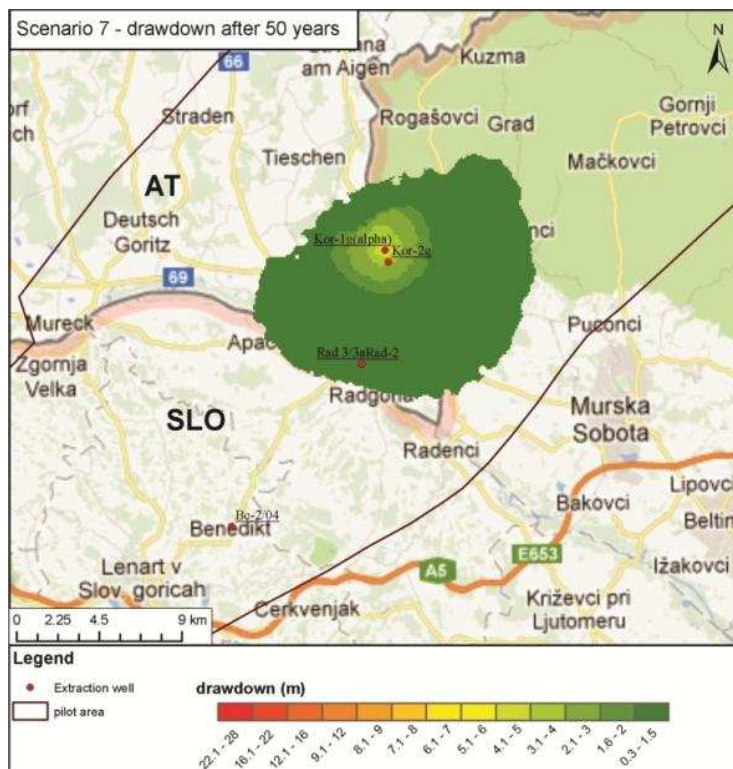 Scenario 7 - drawdown after 50 years
N
am Aigen
Kuzma
66
Straden
Rogašovci
Grad
Gornji
Petrovci
Tieschen
Mačkovci
AT
Deutsch
Goritz
Kor-1g(alpha)
Kor-2g
nci
69
Mureck
Puconci
Apac
Rad 3/3aRad-2
Zgornja
Velka
Radgona
SLO
Murska
Sobota
Radenci
Lipovci
Bakovci
Beltin
Be-2/04
Benedikt
E653
Lenart v
Slov. goricah
A5
Ižakovci
Cerkvenjak
Križevci pri
Ljutomeru
0 2.25 4.5 9 km
Legend
Extraction well
pilot area
drawdown (m)
22.1 - 28
16.1 - 22
12.1 - 16
9.1 - 12
8.1 - 9
7.1 - 8
6.1 - 7
5.1 - 6
4.1 - 5
3.1 - 4
2.1 - 3
1.6 - 2
0.3 - 1.5